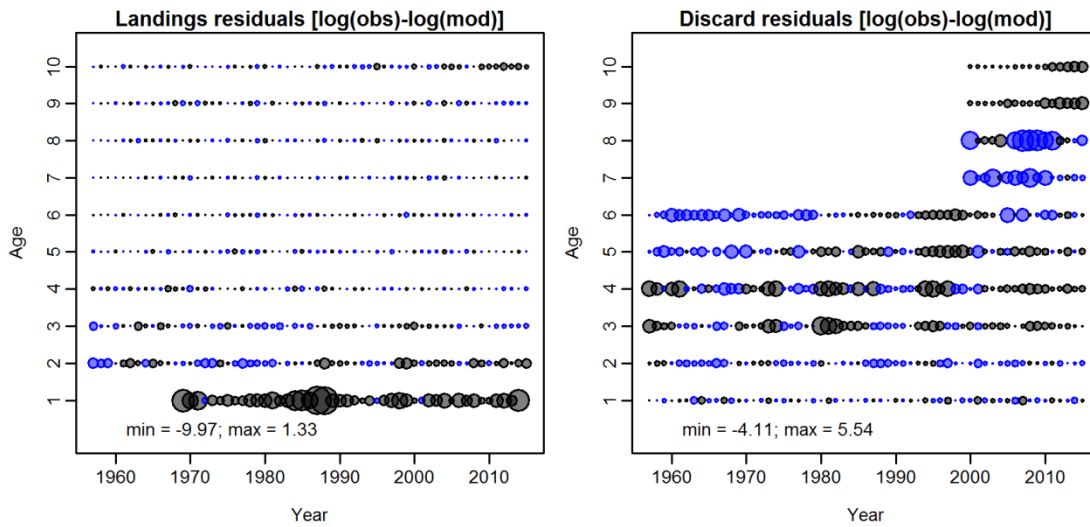 Landings residuals [log(obs)-log(mod)]
Age
10
9
8
7
6
5
4
3
2
1
min = -9.97; max = 1.33
1960 1970 1980 1990 2000 2010
Year
Discard residuals [log(obs)-log(mod)]
Age
10
9
8
7
6
5
4
3
2
1
min = -4.11; max = 5.54
1960 1970 1980 1990 2000 2010
Year